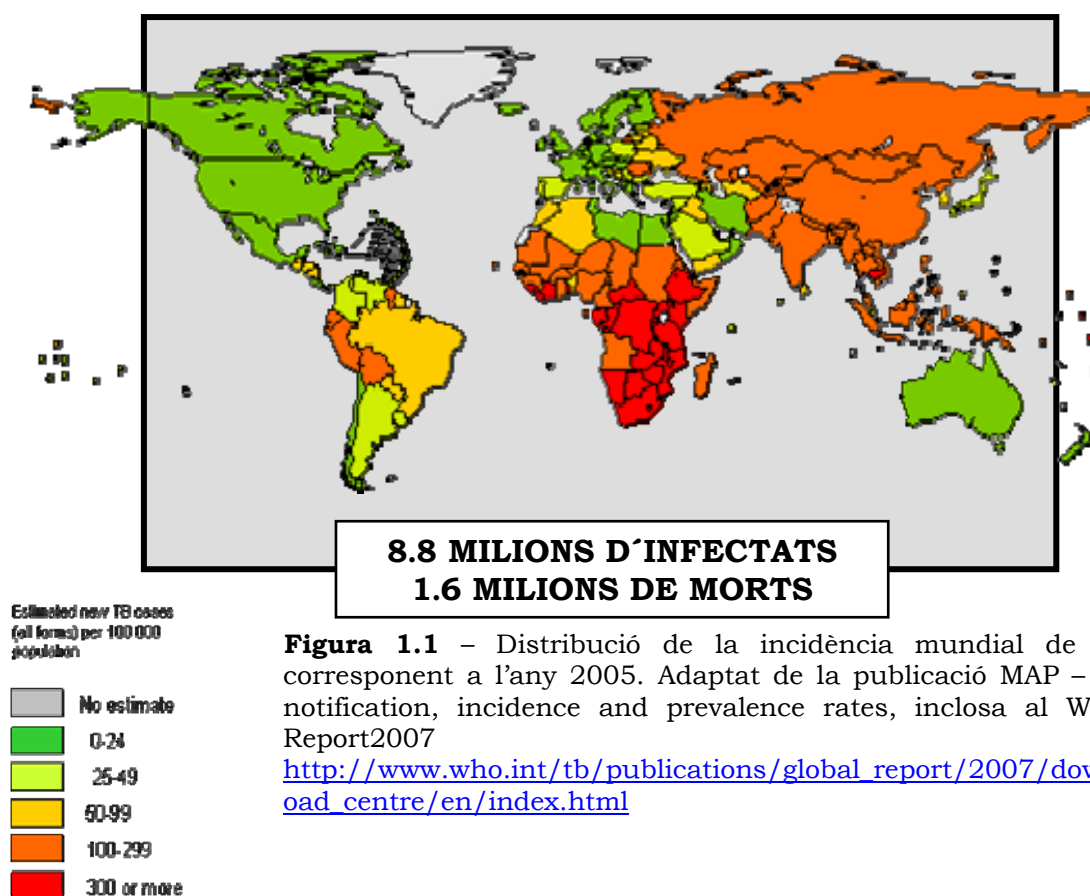 8.8 MILIONS D´INFECTATS
1.6 MILIONS DE MORTS
Estimated new TB cases
(all forms) per 100 000
population
No estimate
0-24
25-49
50-99
100-299
300 or more
Figura 1.1 – Distribució de la incidència mundial de
corresponent a l’any 2005. Adaptat de la publicació MAP –
notification, incidence and prevalence rates, inclosa al W
Report2007
http://www.who.int/tb/publications/global_report/2007/dow
oad_centre/en/index.html